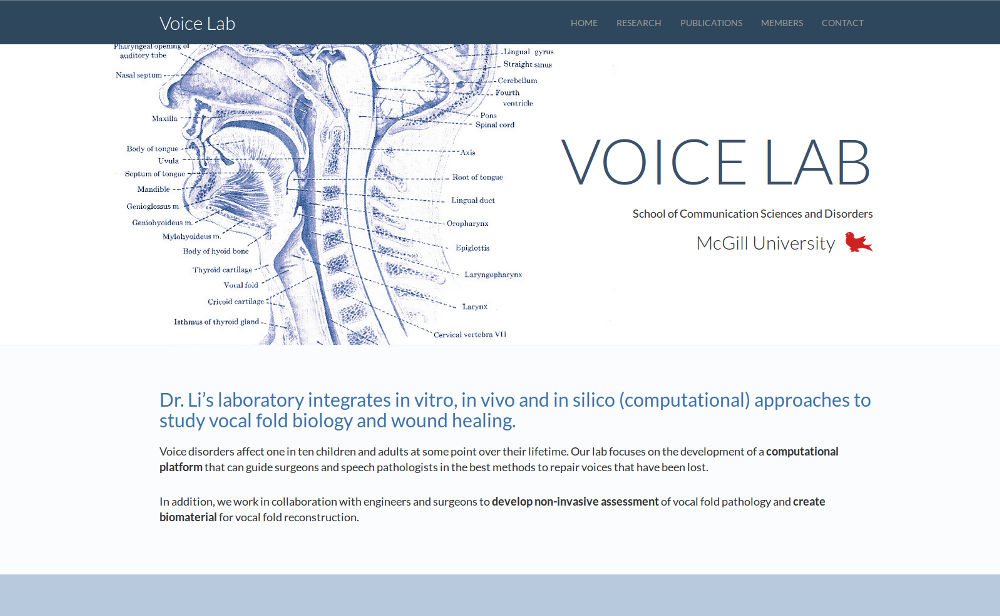 Voice Lab
HOME
RESEARCH
PUBLICATIONS
MEMBERS
CONTACT
Pharyngeal opening of
auditory tube
Nasal septum
Maxilla
Body of tongue
Uvula
Septum of tongue
Mandible
Genioglossus m.
Geniohyoideus m.
Mylohyoideus m.
Body of hyoid bone
Thyroid cartilage
Vocal fold
Cricoid cartilage
Isthmus of thyroid gland
Lingual gyrus
Straight sinus
Cerebellum
Fourth
ventricle
Pons
Spinal cord
Axis
Root of tongue
Lingual duct
Oropharynx
Epiglottis
Laryngopharynx
Larynx
Cervical vertebra VII
VOICE LAB
School of Communication Sciences and Disorders
McGill University
Dr. Li's laboratory integrates in vitro, in vivo and in silico (computational) approaches to
study vocal fold biology and wound healing.
Voice disorders affect one in ten children and adults at some point over their lifetime. Our lab focuses on the development of a computational
platform that can guide surgeons and speech pathologists in the best methods to repair voices that have been lost.
In addition, we work in collaboration with engineers and surgeons to develop non-invasive assessment of vocal fold pathology and create
biomaterial for vocal fold reconstruction.